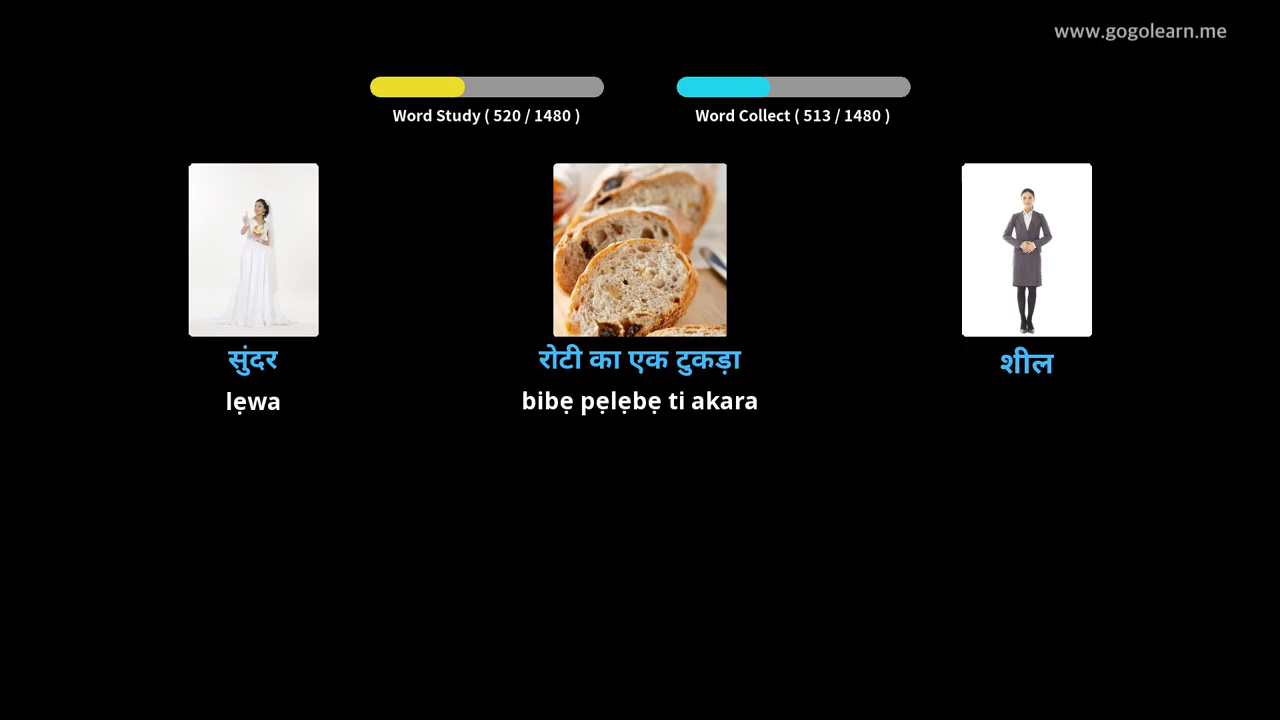 www.gogolearn.me
Word Study ( 520 / 1480 )
Word Collect ( 513 / 1480 )
सुंदर
रोटी का एक टुकड़ा
शील
lẹwa
bibẹ pẹlẹbẹ ti akara